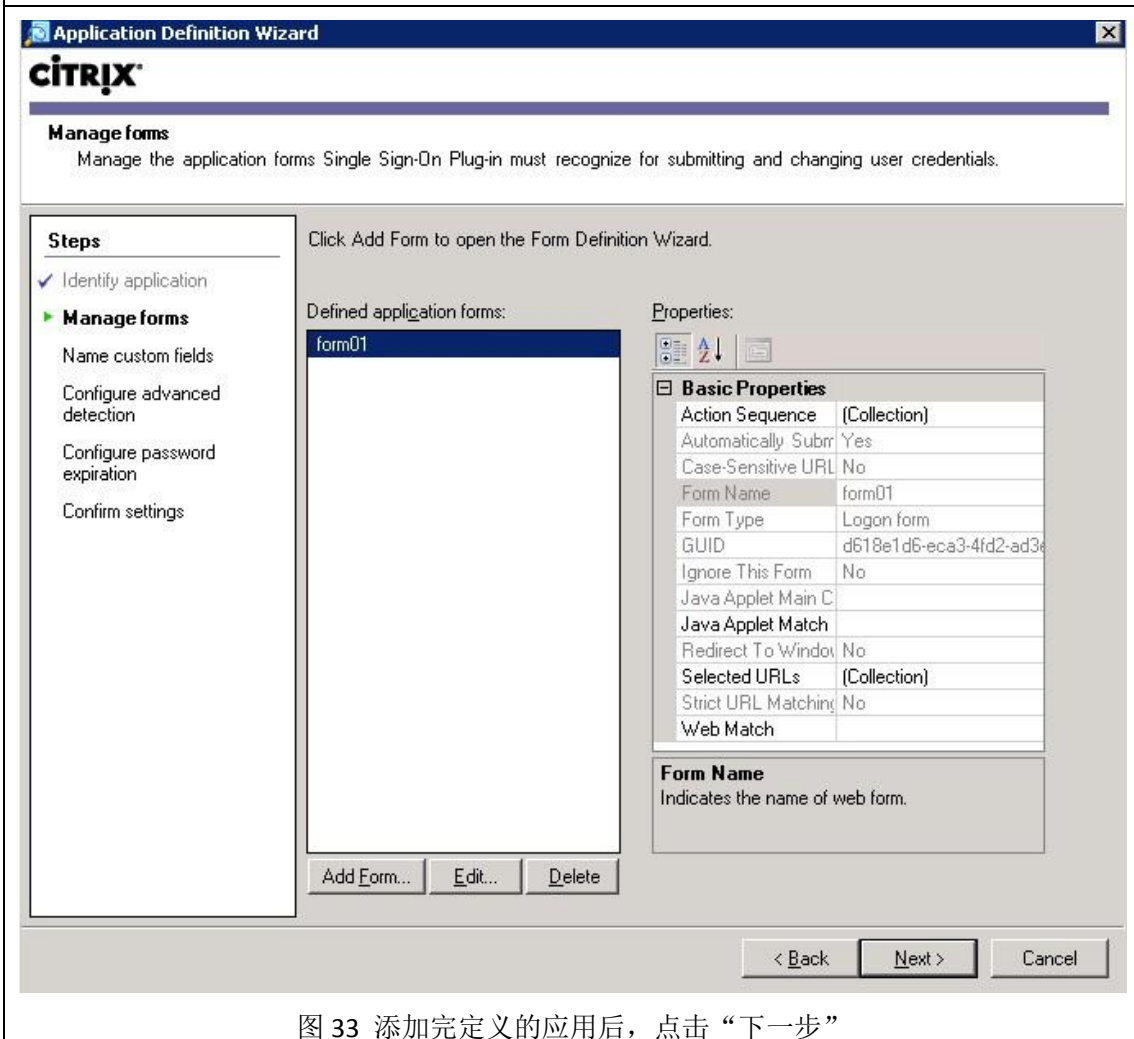 Application Definition Wizard
CİTRIX
Manage forms
Manage the application forms Single Sign-On Plug-in must recognize for submitting and changing user credentials.
Steps
Identify application
Manage forms
Name custom fields
Configure advanced
detection
Configure password
expiration
Confirm settings
Click Add Form to open the Form Definition Wizard.
Defined application forms:
form01
Add Form...
Edit...
Delete
Properties:
Basic Properties
Action Sequence (Collection)
Automatically Subm Yes
Case-Sensitive URL No
Form Name form01
Form Type Logon form
GUID d618e1d6-eca3-4fd2-ad3e
Ignore This Form No
Java Applet Main C
Java Applet Match
Redirect To Window No
Selected URLs (Collection)
Strict URL Matching No
Web Match
Form Name
Indicates the name of web form.
< Back
Next >
Cancel
图 33 添加完定义的应用后，点击“下一步”